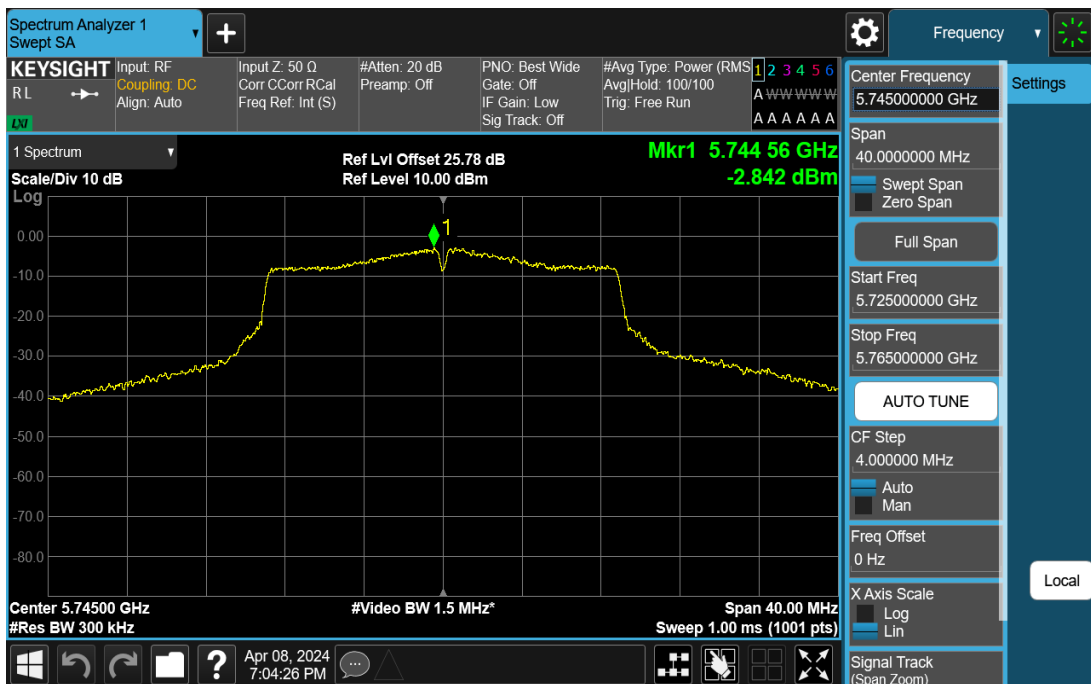 Spectrum Analyzer 1
Swept SA
+
Frequency
KEYSIGHT
RL
LXI
Input: RF
Coupling: DC
Align: Auto
Input Z: 50 Ω
Corr CCorr RCal
Freq Ref: Int (S)
#Atten: 20 dB
Preamp: Off
PNO: Best Wide
Gate: Off
IF Gain: Low
Sig Track: Off
#Avg Type: Power (RMS
Avg|Hold: 100/100
Trig: Free Run
1 2 3 4 5 6
A W W W W W
A A A A A A
1 Spectrum
Scale/Div 10 dB
Ref Lvl Offset 25.78 dB
Ref Level 10.00 dBm
Mkr1 5.744 56 GHz
-2.842 dBm
Log
1
0.00
-10.0
-20.0
-30.0
-40.0
-50.0
-60.0
-70.0
-80.0
Center 5.74500 GHz
#Video BW 1.5 MHz*
Span 40.00 MHz
#Res BW 300 kHz
Sweep 1.00 ms (1001 pts)
?
Apr 08, 2024
7:04:26 PM
Center Frequency
5.745000000 GHz
Span
40.0000000 MHz
Swept Span
Zero Span
Full Span
Start Freq
5.725000000 GHz
Stop Freq
5.765000000 GHz
AUTO TUNE
CF Step
4.000000 MHz
Auto
Man
Freq Offset
0 Hz
X Axis Scale
Log
Lin
Signal Track
(Span Zoom)
Settings
Local